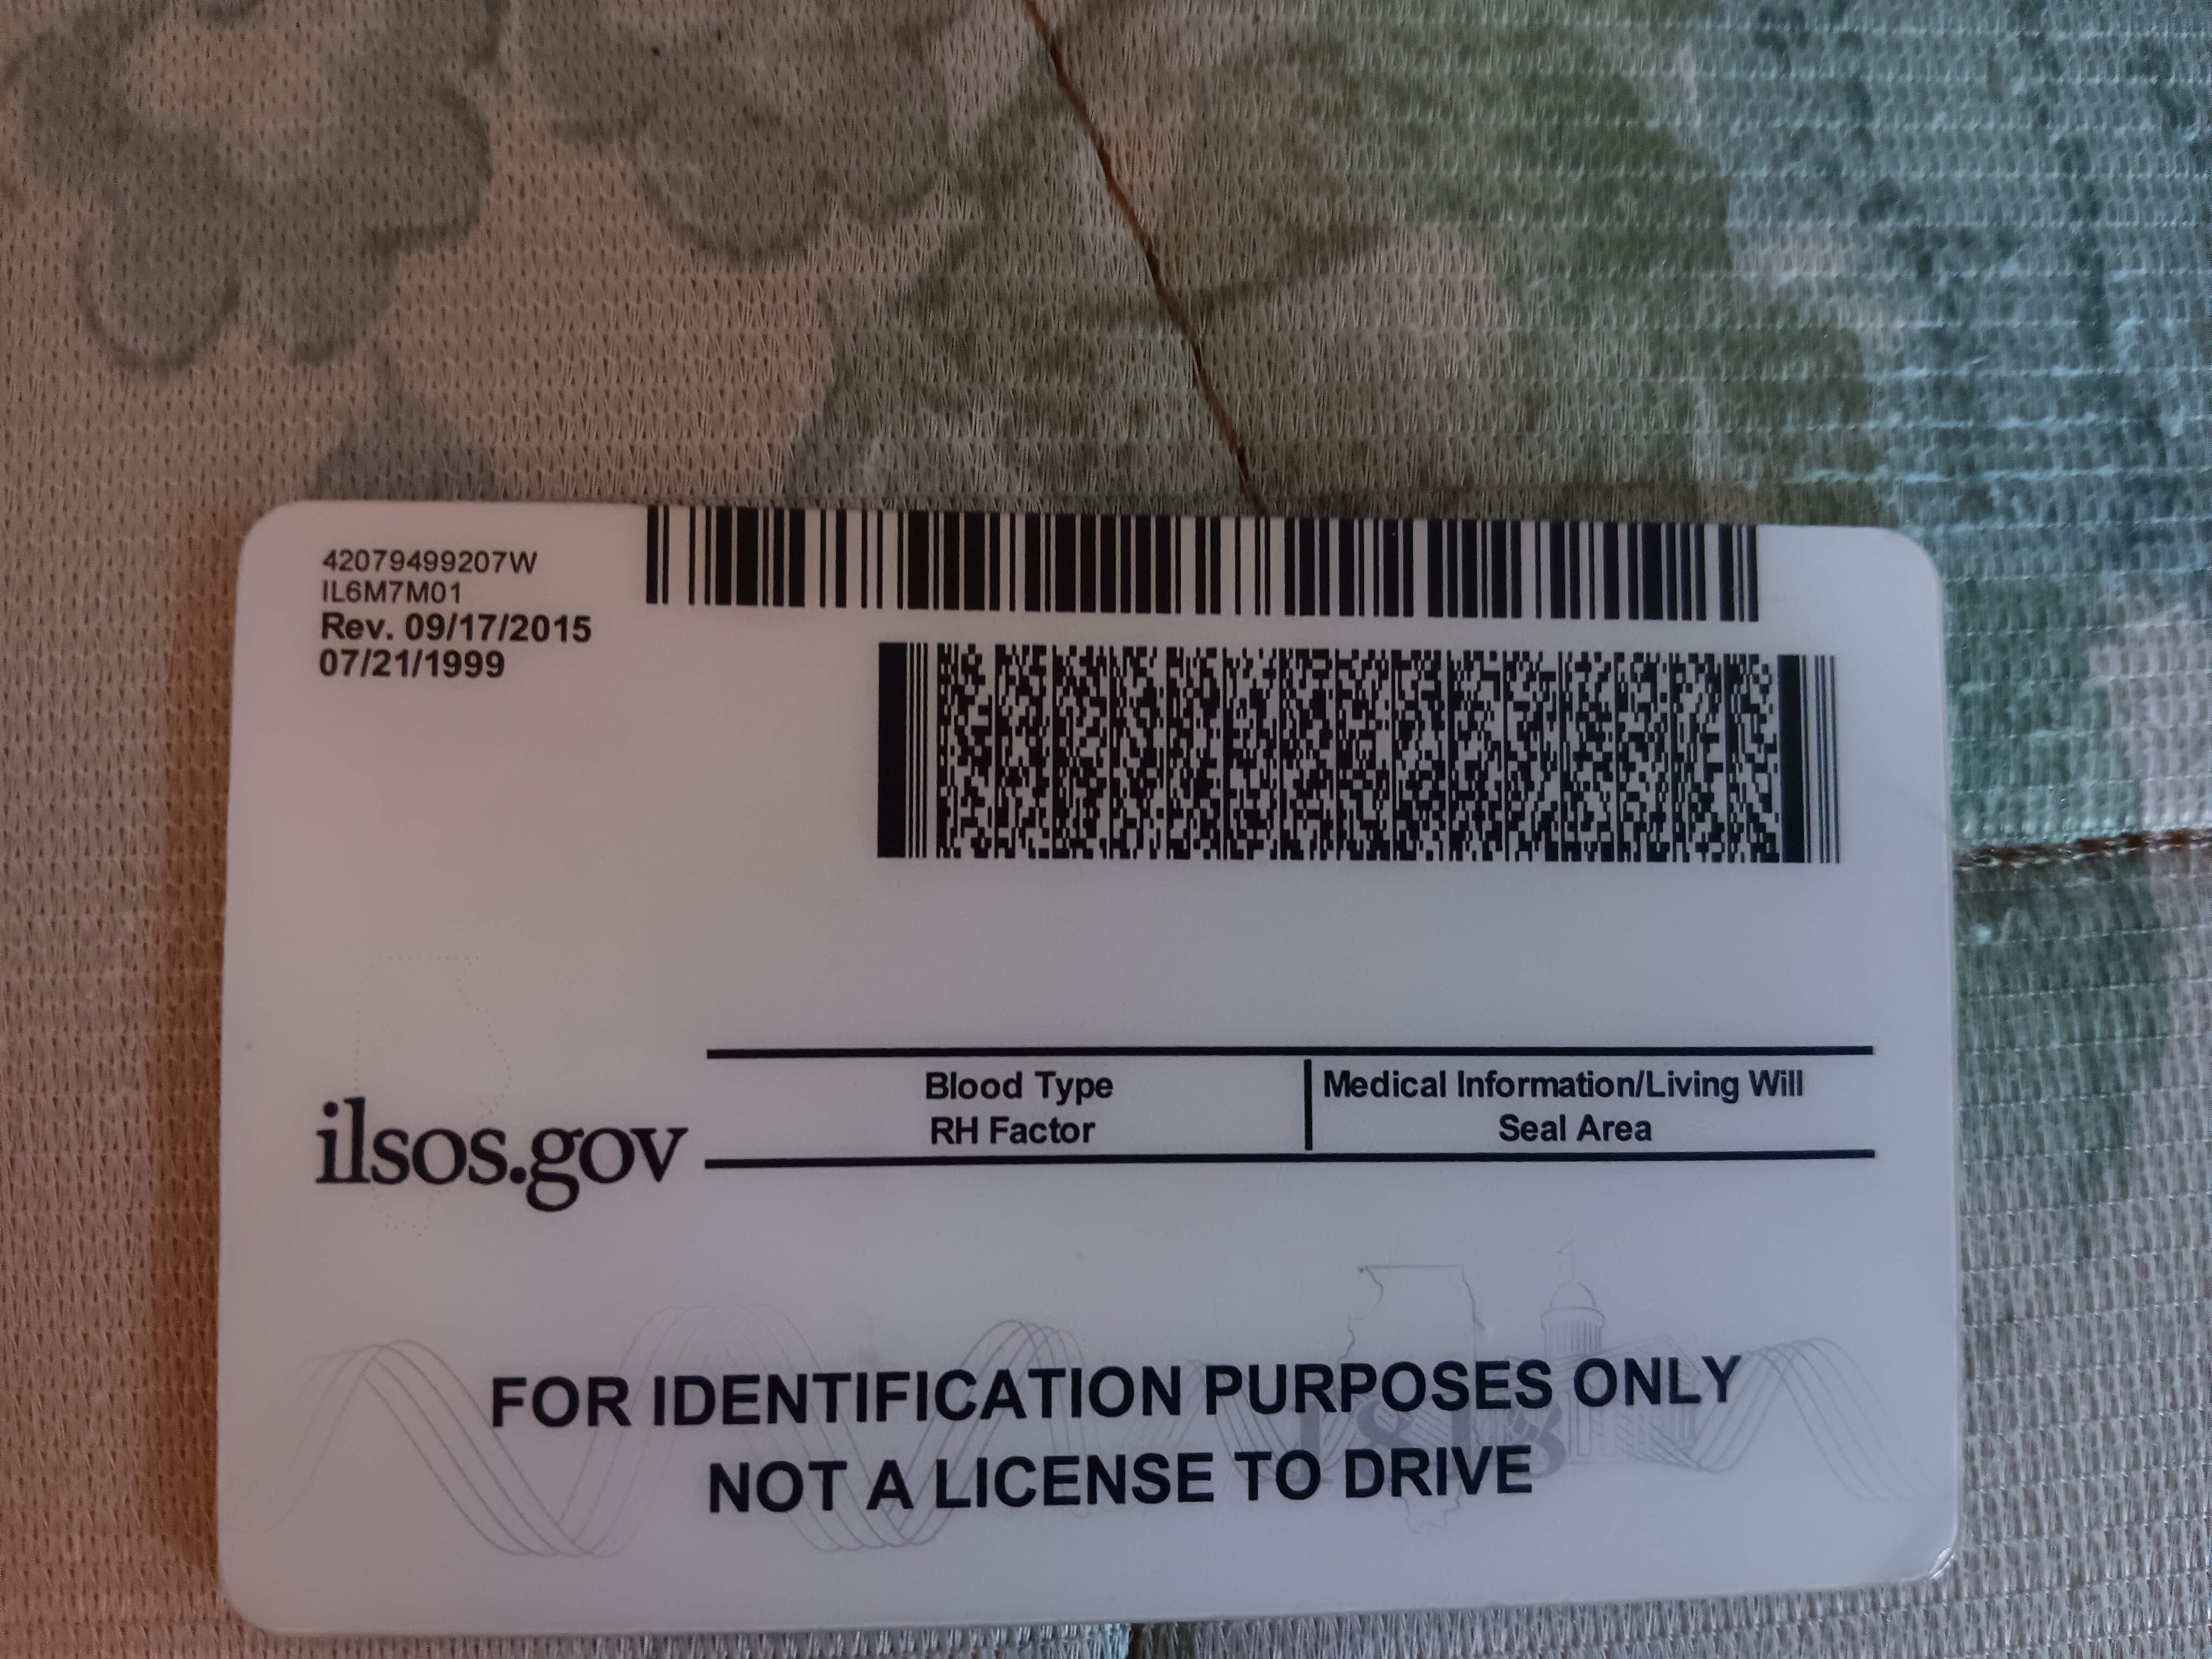 42079499207W
IL6M7M01
Rev. 09/17/2015
07/21/1999
Blood Type
RH Factor
Medical Information/Living Will
Seal Area
ilsos.gov
1818
FOR IDENTIFICATION PURPOSES ONLY
NOT A LICENSE TO DRIVE